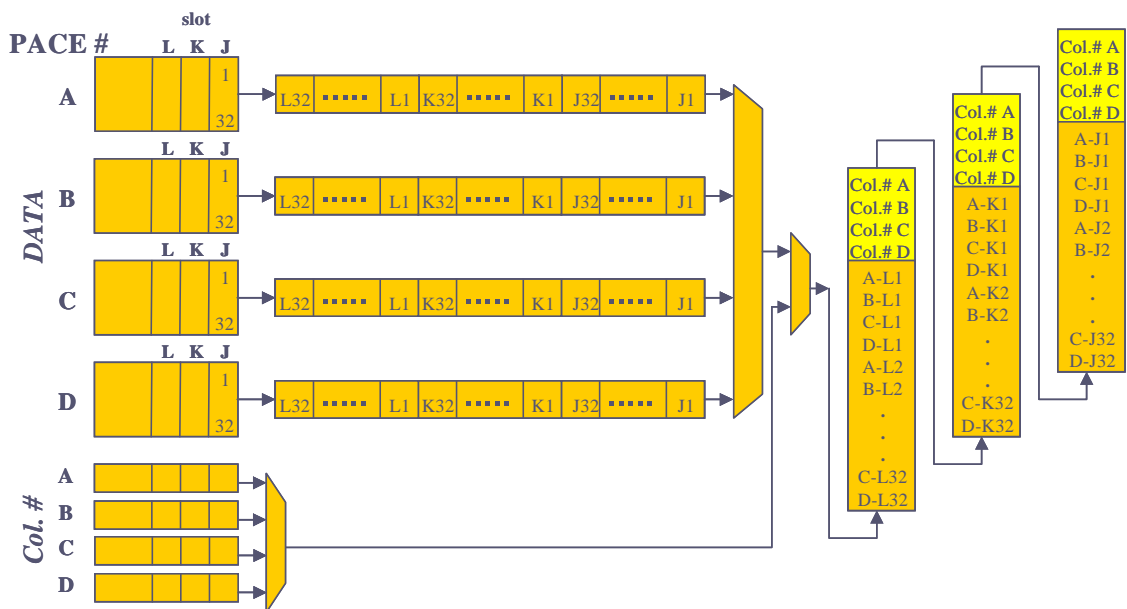 slot
PACE #
L K J
A
1
32
L32 ..... L1 K32 ..... K1 J32 ..... J1
L K J
B
1
32
L32 ..... L1 K32 ..... K1 J32 ..... J1
L K J
C
1
32
L32 ..... L1 K32 ..... K1 J32 ..... J1
L K J
D
1
32
L32 ..... L1 K32 ..... K1 J32 ..... J1
DATA
Col. #
A
B
C
D
Col.# A
Col.# B
Col.# C
Col.# D
A-L1
B-L1
C-L1
D-L1
A-L2
B-L2
.
.
.
C-L32
D-L32
Col.# A
Col.# B
Col.# C
Col.# D
A-K1
B-K1
C-K1
D-K1
A-K2
B-K2
.
.
.
C-K32
D-K32
Col.# A
Col.# B
Col.# C
Col.# D
A-J1
B-J1
C-J1
D-J1
A-J2
B-J2
.
.
.
C-J32
D-J32